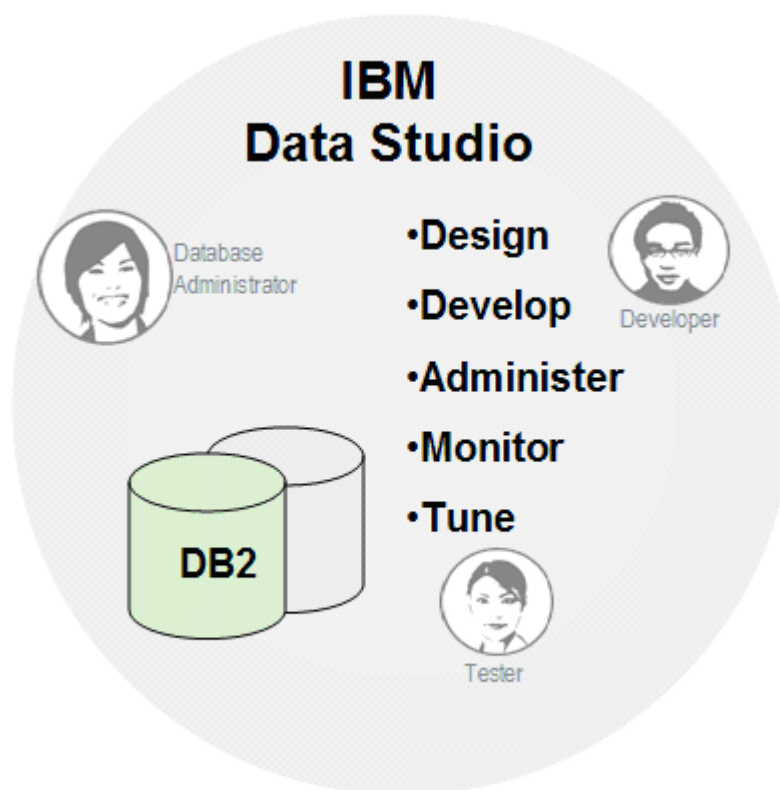 IBM
Data Studio
Database
Administrator
•Design
•Develop
•Administer
•Monitor
•Tune
Developer
DB2
Tester